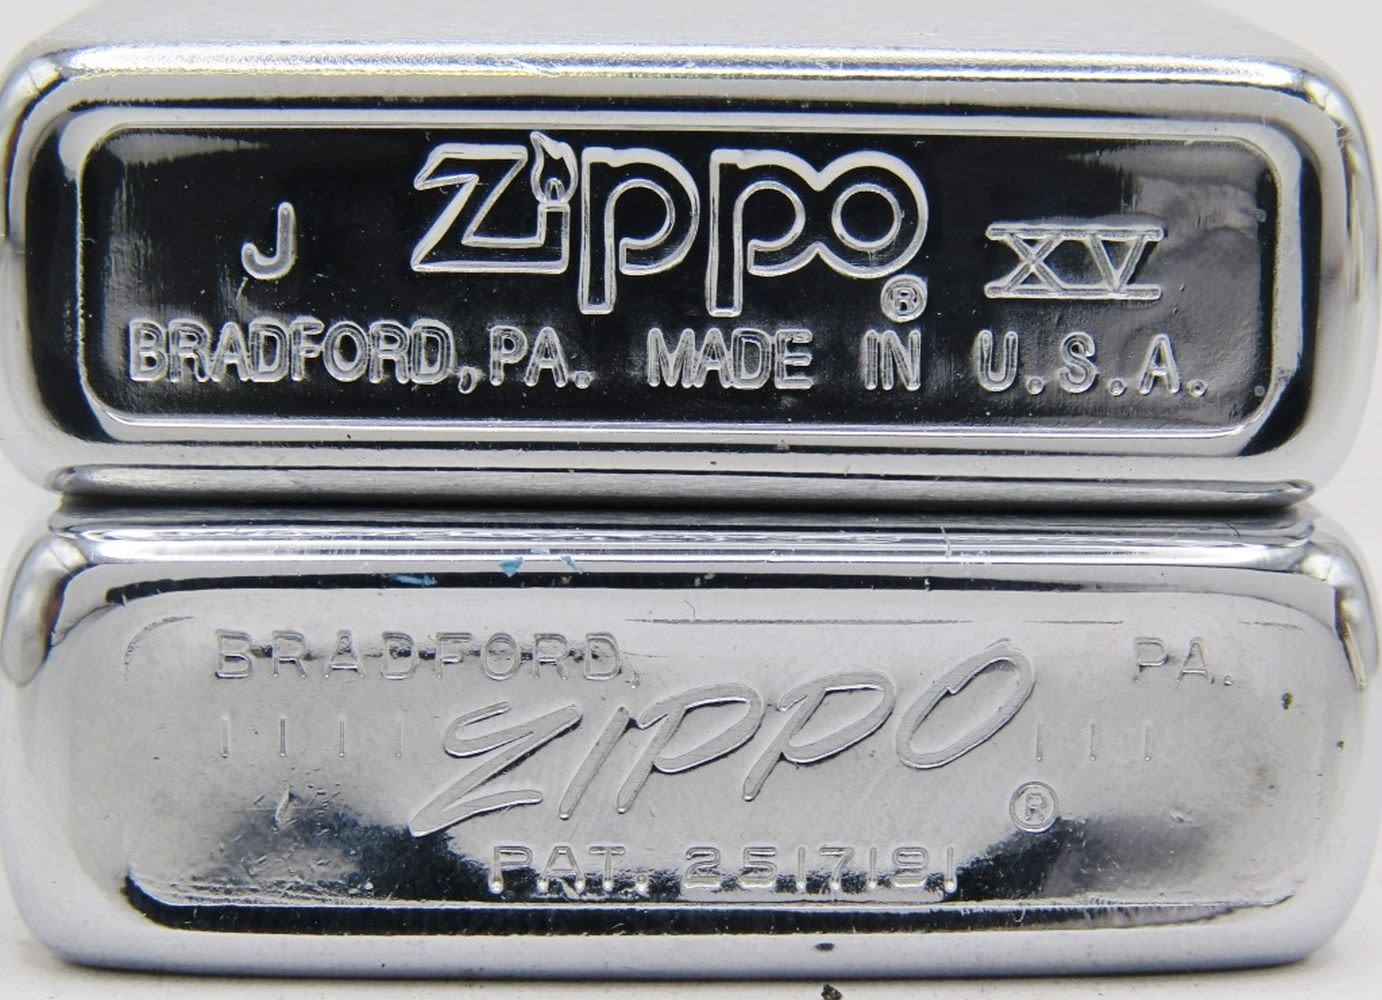 J Zippo ® XV
BRADFORD, PA. MADE IN U.S.A.
BRADFORD, PA.
|||| ZIPPO |||
®
PAT. 2517191